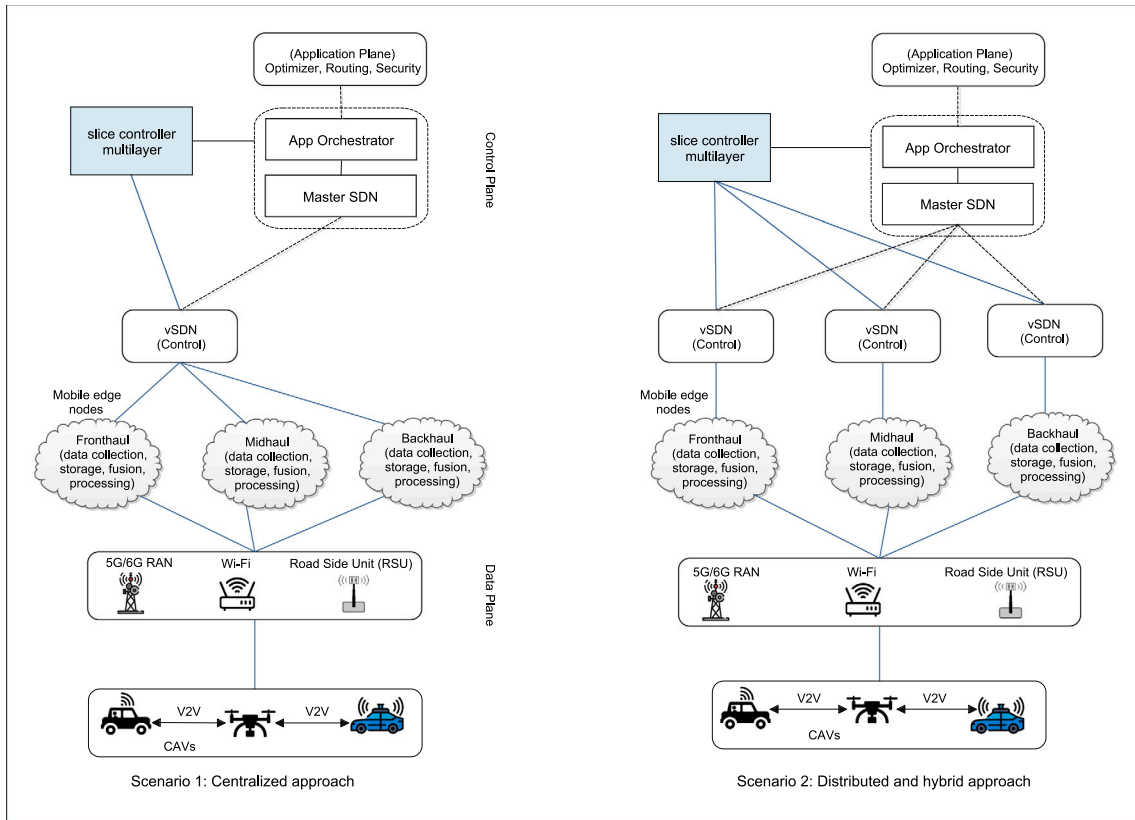 (Application Plane)
Optimizer, Routing, Security
slice controller
multilayer
App Orchestrator
Master SDN
Control Plane
vSDN
(Control)
Mobile edge
nodes
Fronthaul
(data collection,
storage, fusion,
processing)
Midhaul
(data collection,
storage, fusion,
processing)
Backhaul
(data collection,
storage, fusion,
processing)
5G/6G RAN
Wi-Fi
Road Side Unit (RSU)
Data Plane
V2V
V2V
CAVs
Scenario 1: Centralized approach
(Application Plane)
Optimizer, Routing, Security
slice controller
multilayer
App Orchestrator
Master SDN
vSDN
(Control)
vSDN
(Control)
vSDN
(Control)
Mobile edge
nodes
Fronthaul
(data collection,
storage, fusion,
processing)
Midhaul
(data collection,
storage, fusion,
processing)
Backhaul
(data collection,
storage, fusion,
processing)
5G/6G RAN
Wi-Fi
Road Side Unit (RSU)
V2V
V2V
CAVs
Scenario 2: Distributed and hybrid approach